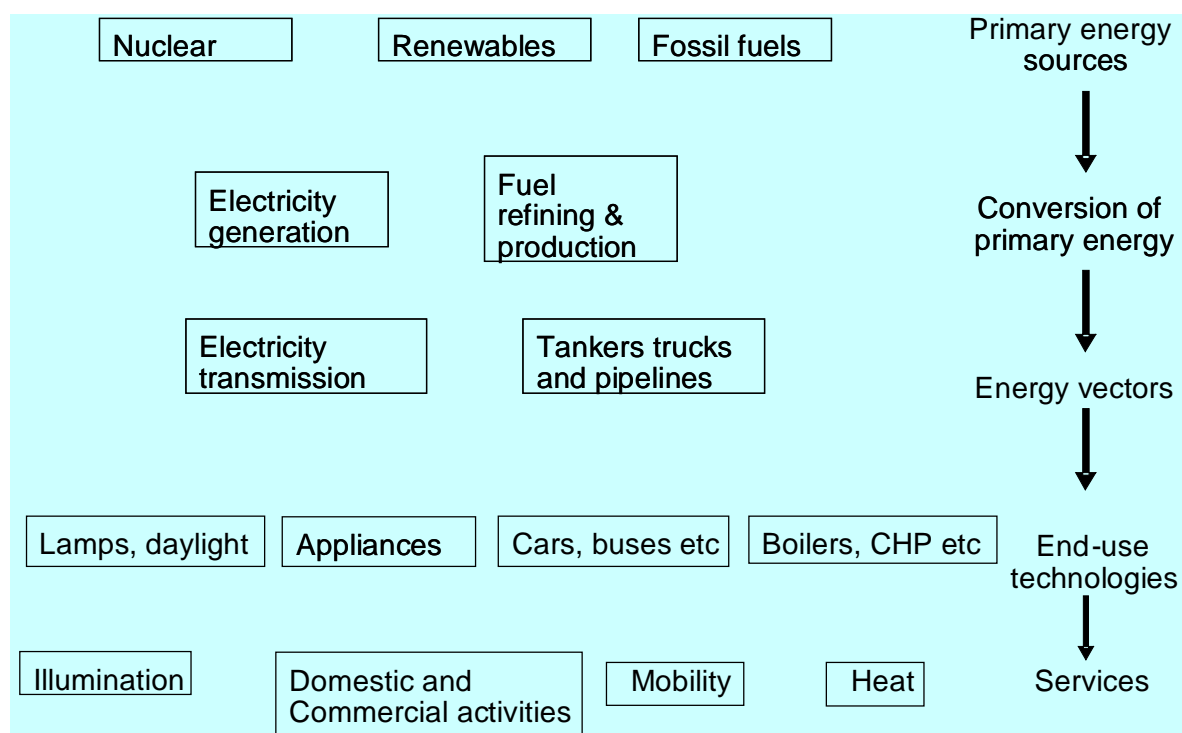 Nuclear
Renewables
Fossil fuels
Primary energy
sources
Electricity
generation
Fuel
refining &
production
Conversion of
primary energy
Electricity
transmission
Tankers trucks
and pipelines
Energy vectors
Lamps, daylight
Appliances
Cars, buses etc
Boilers, CHP etc
End-use
technologies
Illumination
Domestic and
Commercial activities
Mobility
Heat
Services